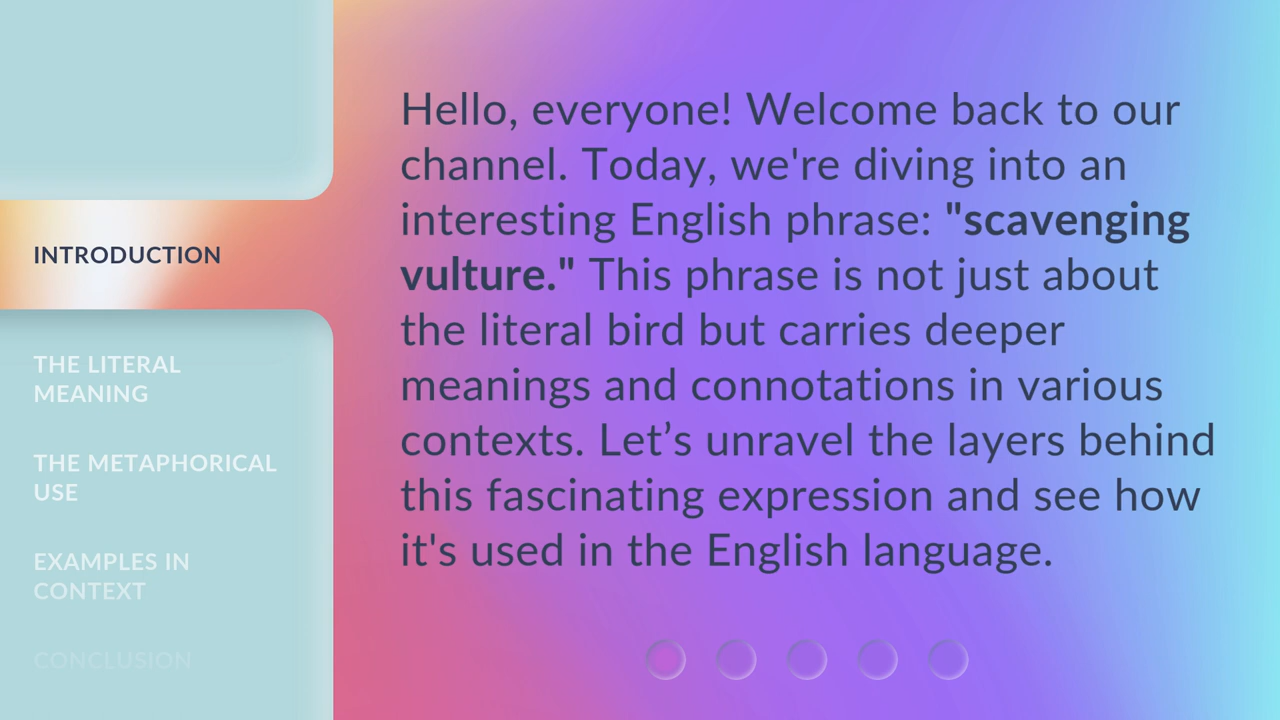 INTRODUCTION
THE LITERAL
MEANING
THE METAPHORICAL
USE
EXAMPLES IN
CONTEXT
CONCLUSION
Hello, everyone! Welcome back to our
channel. Today, we're diving into an
interesting English phrase: "scavenging
vulture." This phrase is not just about
the literal bird but carries deeper
meanings and connotations in various
contexts. Let’s unravel the layers behind
this fascinating expression and see how
it's used in the English language.